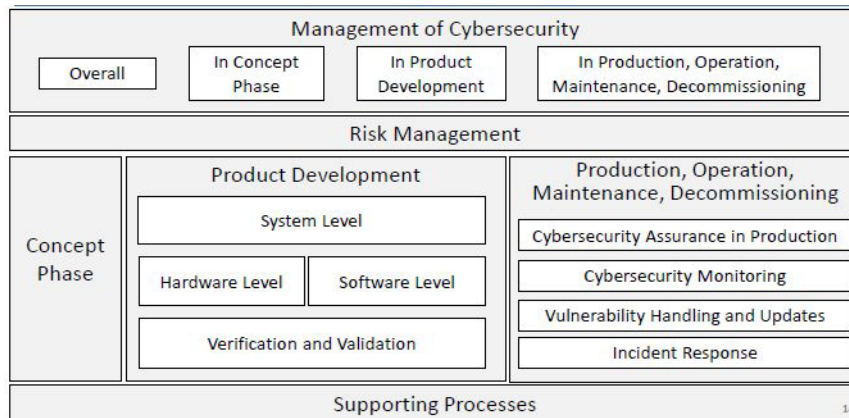 Management of Cybersecurity
Overall
In Concept
Phase
In Product
Development
In Production, Operation,
Maintenance, Decommissioning
Risk Management
Concept
Phase
Product Development
System Level
Hardware Level
Software Level
Verification and Validation
Production, Operation,
Maintenance, Decommissioning
Cybersecurity Assurance in Production
Cybersecurity Monitoring
Vulnerability Handling and Updates
Incident Response
Supporting Processes